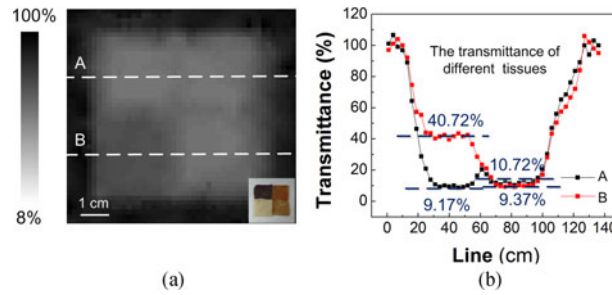 100%
8%
A
B
1 cm
(a)
Transmittance (%)
120
100
80
60
40
20
0
The transmittance of
different tissues
40.72%
10.72%
9.17%
9.37%
A
B
0 20 40 60 80 100 120 140
Line (cm)
(b)